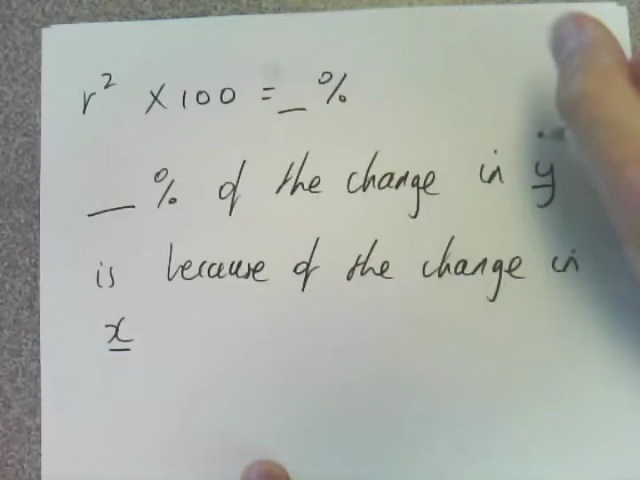 r² × 100 = _ %
_ % of the change in y
is because of the change in
x